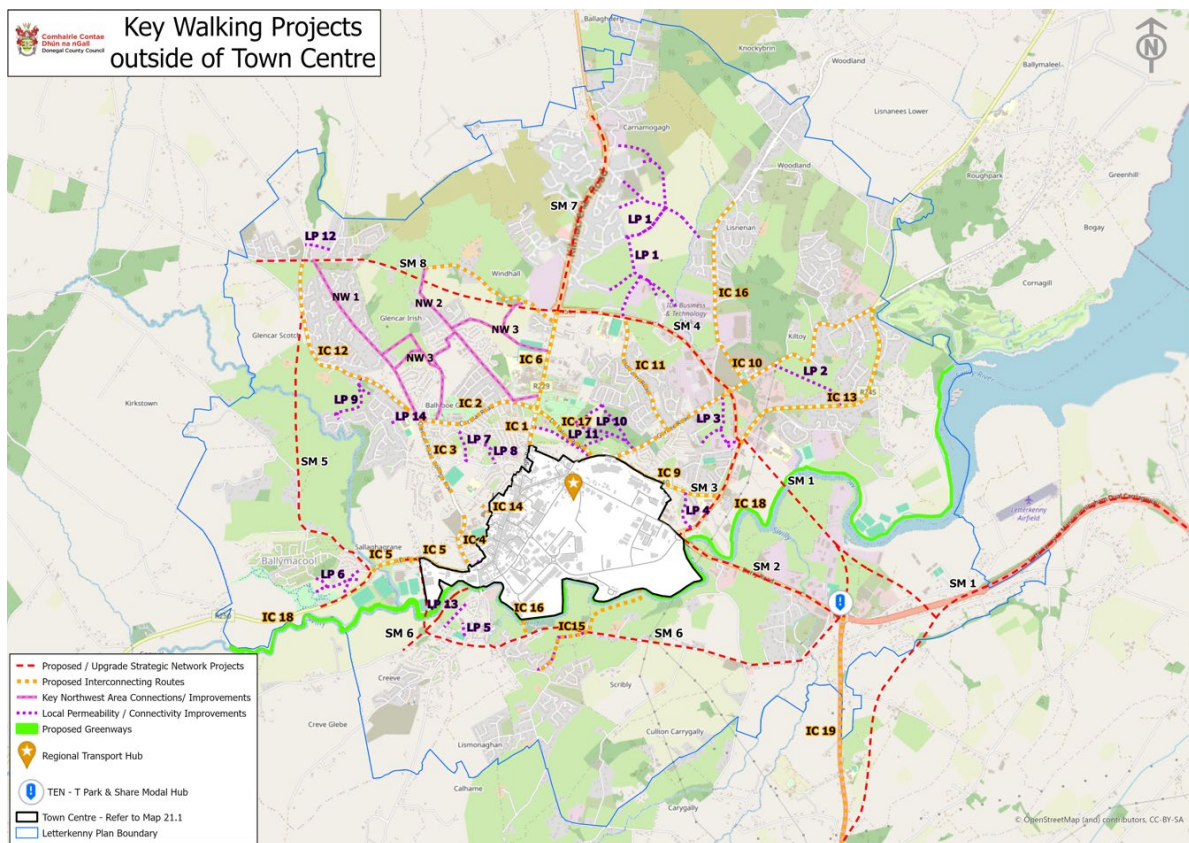 Comhairle Contae
Dhún na nGall
Donegal County Council
Key Walking Projects
outside of Town Centre
N
Ballaghderg
Knockybrin
Woodland
Ballymaleel
Lisnanees Lower
Carnamogagh
Woodland
Roughpark
Greenhill
SM 7
LP 1
Lisnenan
Bogay
LP 12
SM 8
LP 1
Windhall
Cornagill
NW 1
NW 2
IC 16
Glencar Irish
IDA Business
& Technology
SM 4
Glencar Scotch
NW 3
Kiltoy
IC 12
NW 3
IC 6
IC 11
IC 10
LP 2
R229
R245
Kirkstown
LP 9
IC 2
IC 13
LP 14
IC 1
IC 17
LP 10
LP 3
LP 11
IC 3
LP 7
LP 8
SM 5
IC 9
SM 3
SM 1
IC 14
LP 4
IC 18
Letterkenny
Airfield
IC 4
Sallaghagrane
IC 5
IC 5
Ballymacool
LP 6
SM 2
SM 1
IC 18
LP 13
IC 16
LP 5
IC15
SM 6
SM 6
Creeve
Scribly
Creve Glebe
Cullion Carrygally
Lismonaghan
IC 19
Calhame
Carygally
Proposed / Upgrade Strategic Network Projects
Proposed Interconnecting Routes
Key Northwest Area Connections/ Improvements
Local Permeability / Connectivity Improvements
Proposed Greenways
Regional Transport Hub
TEN - T Park & Share Modal Hub
Town Centre - Refer to Map 21.1
Letterkenny Plan Boundary
© OpenStreetMap (and) contributors, CC-BY-SA